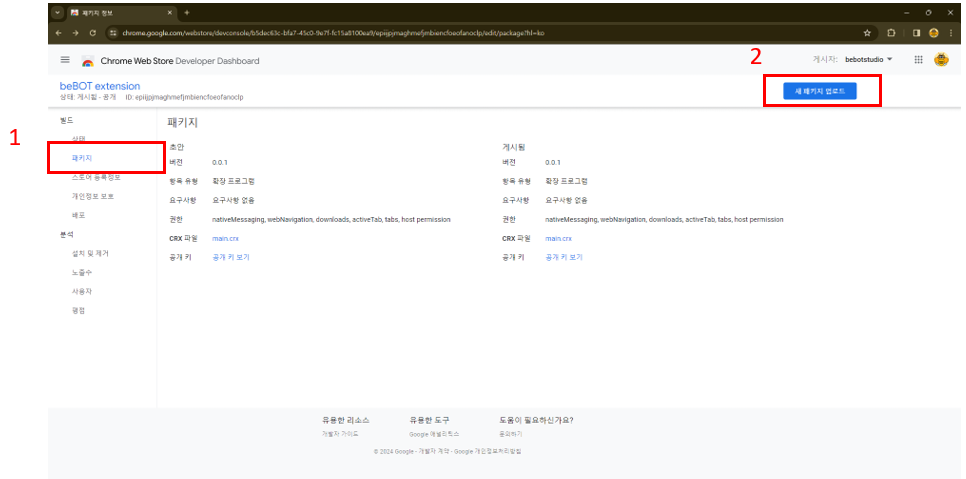 패키지 정보
chrome.google.com/webstore/devconsole/b5dec63c-bfa7-45c0-9e7f-fc15a8100ea9/epiijpjmaghmefjmbiencfoeofanoclp/edit/package?hl=ko
Chrome Web Store Developer Dashboard
2
게시자: bebotstudio
beBOT extension
상태: 게시됨 - 공개 ID: epiijpjmaghmefjmbiencfoeofanoclp
새 패키지 업로드
빌드
1
상태
패키지
스토어 등록정보
개인정보 보호
배포
분석
설치 및 제거
노출수
사용자
평점
패키지
초안
버전 0.0.1
항목 유형 확장 프로그램
요구사항 요구사항 없음
권한 nativeMessaging, webNavigation, downloads, activeTab, tabs, host permission
CRX 파일 main.crx
공개 키 공개 키 보기
게시됨
버전 0.0.1
항목 유형 확장 프로그램
요구사항 요구사항 없음
권한 nativeMessaging, webNavigation, downloads, activeTab, tabs, host permission
CRX 파일 main.crx
공개 키 공개 키 보기
유용한 리소스
개발자 가이드
유용한 도구
Google 애널리틱스
도움이 필요하신가요?
문의하기
© 2024 Google - 개발자 계약 - Google 개인정보처리방침